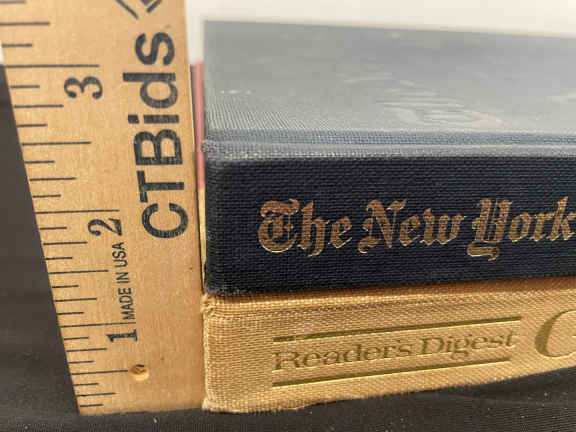 3
CTBids
2
MADE IN USA
1
The New York
Reader's Digest